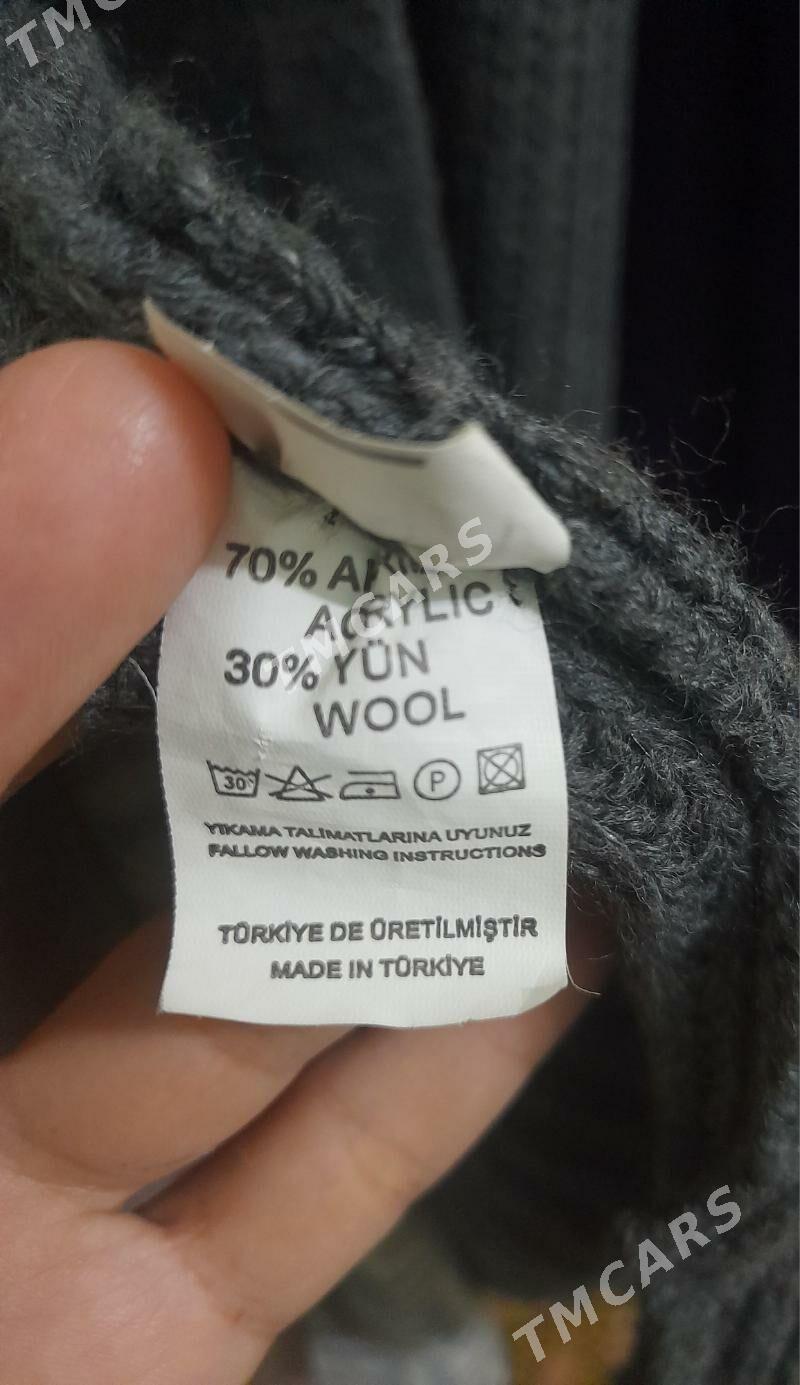 TMCARS
70%
ACRYLIC
30% YÜN
WOOL
TMCARS
30°
P
YIKAMA TALIMATLARINA UYUNUZ
FALLOW WASHING INSTRUCTIONS
TÜRKİYE DE ÜRETİLMİŞTİR
MADE IN TÜRKİYE
TMCARS